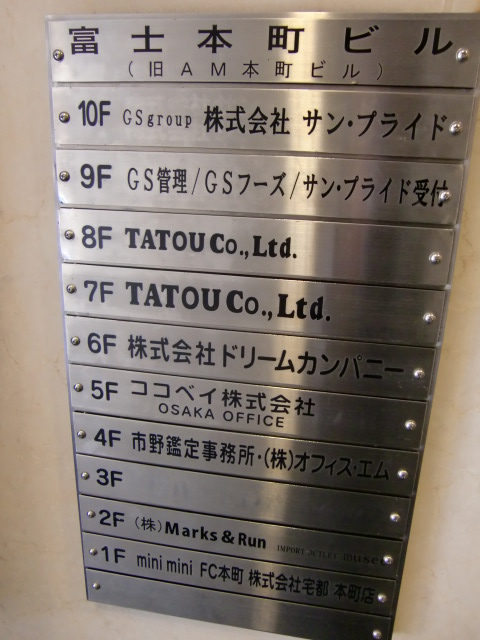 富士本町ビル
(旧AM本町ビル)
10F GSgroup 株式会社 サン・プライド
9F GS管理/GSフーズ/サン・プライド受付
8F TATOU Co., Ltd.
7F TATOU Co., Ltd.
6F 株式会社ドリームカンパニー
5F ココベイ株式会社
OSAKA OFFICE
4F 市野鑑定事務所・(株)オフィス・エム
3F
2F (株) Marks & Run IMPORT OUTLET House
1F mini mini FC本町 株式会社宅都 本町店